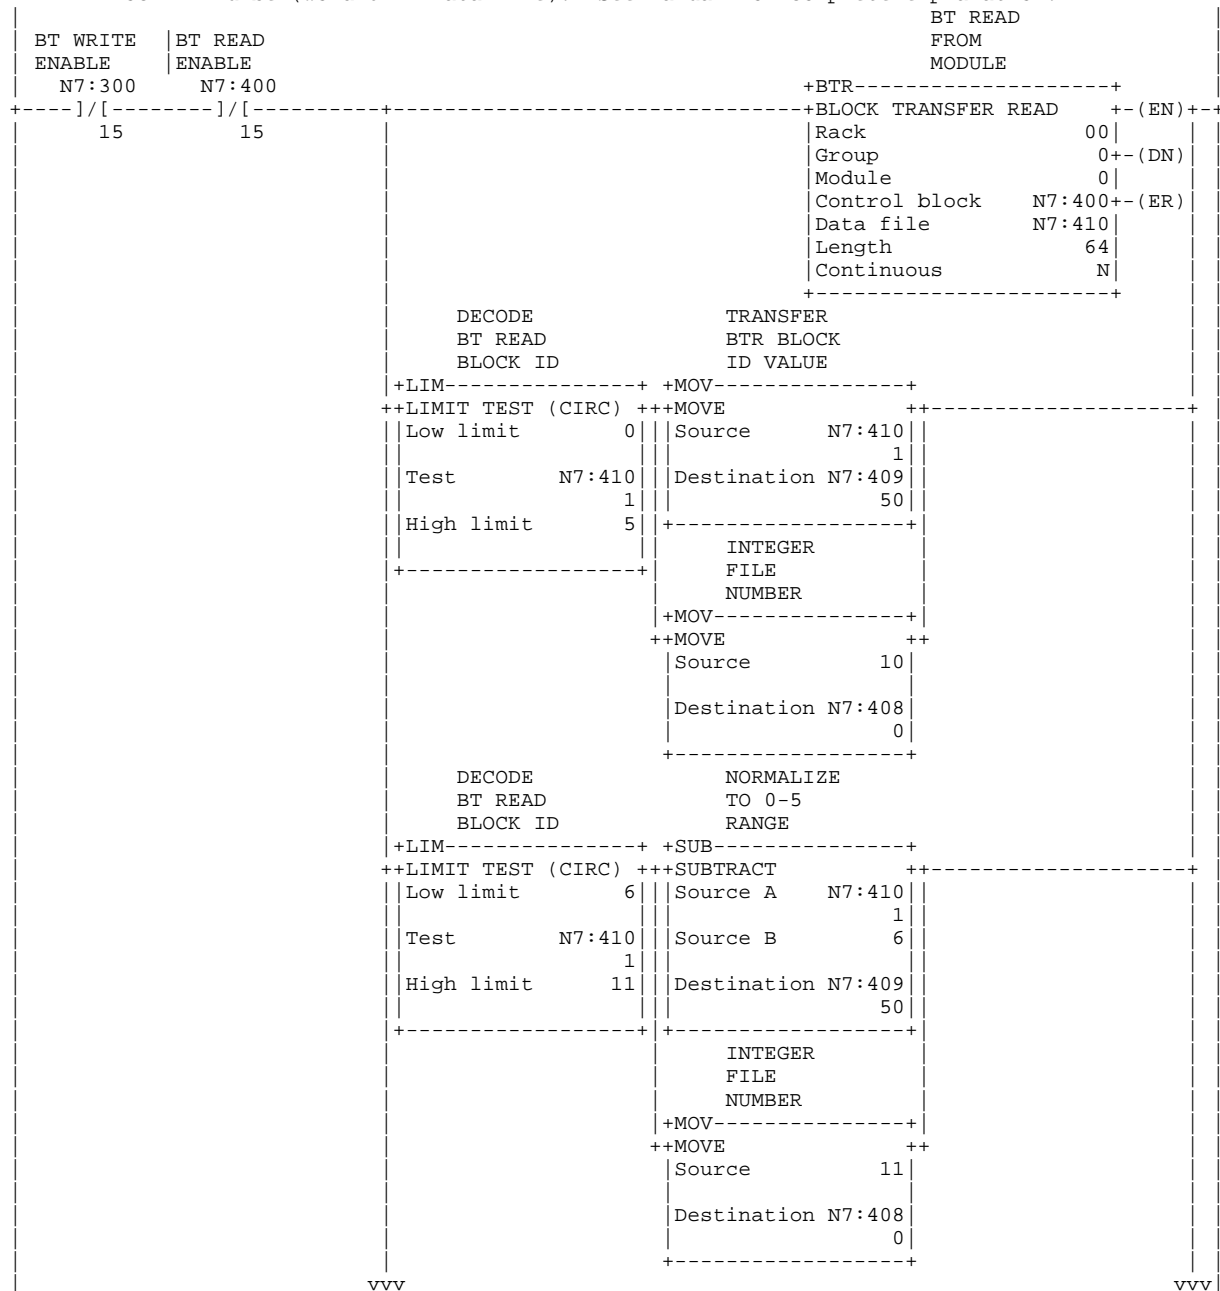 BT READ
BT WRITE |BT READ FROM
ENABLE |ENABLE MODULE
N7:300 N7:400 +BTR--------------------+
+----]/[--------]/[----------+--------------------------------+BLOCK TRANSFER READ +-(EN)+-+
15 15 |Rack 00|
|Group 0+-(DN)|
|Module 0|
|Control block N7:400+-(ER)|
|Data file N7:410|
|Length 64|
|Continuous N|
+-----------------------+
DECODE TRANSFER
BT READ BTR BLOCK
BLOCK ID ID VALUE
|+LIM---------------+ +MOV---------------+
++LIMIT TEST (CIRC) +++MOVE ++--------------------+
||Low limit 0|||Source N7:410||
|| ||| 1||
||Test N7:410|||Destination N7:409||
|| 1||| 50||
||High limit 5||+------------------+|
|| || INTEGER
|+------------------+| FILE
NUMBER
|+MOV---------------+|
++MOVE ++
|Source 10|
|Destination N7:408|
| 0|
+------------------+
DECODE NORMALIZE
BT READ TO 0-5
BLOCK ID RANGE
|+LIM---------------+ +SUB---------------+
++LIMIT TEST (CIRC) +++SUBTRACT ++--------------------+
||Low limit 6|||Source A N7:410||
|| ||| 1||
||Test N7:410|||Source B 6||
|| 1||| ||
||High limit 11|||Destination N7:409||
|| ||| 50||
|+------------------+|+------------------+|
INTEGER
FILE
NUMBER
|+MOV---------------+|
++MOVE ++
|Source 11|
|Destination N7:408|
| 0|
+------------------+
vvv vvv|